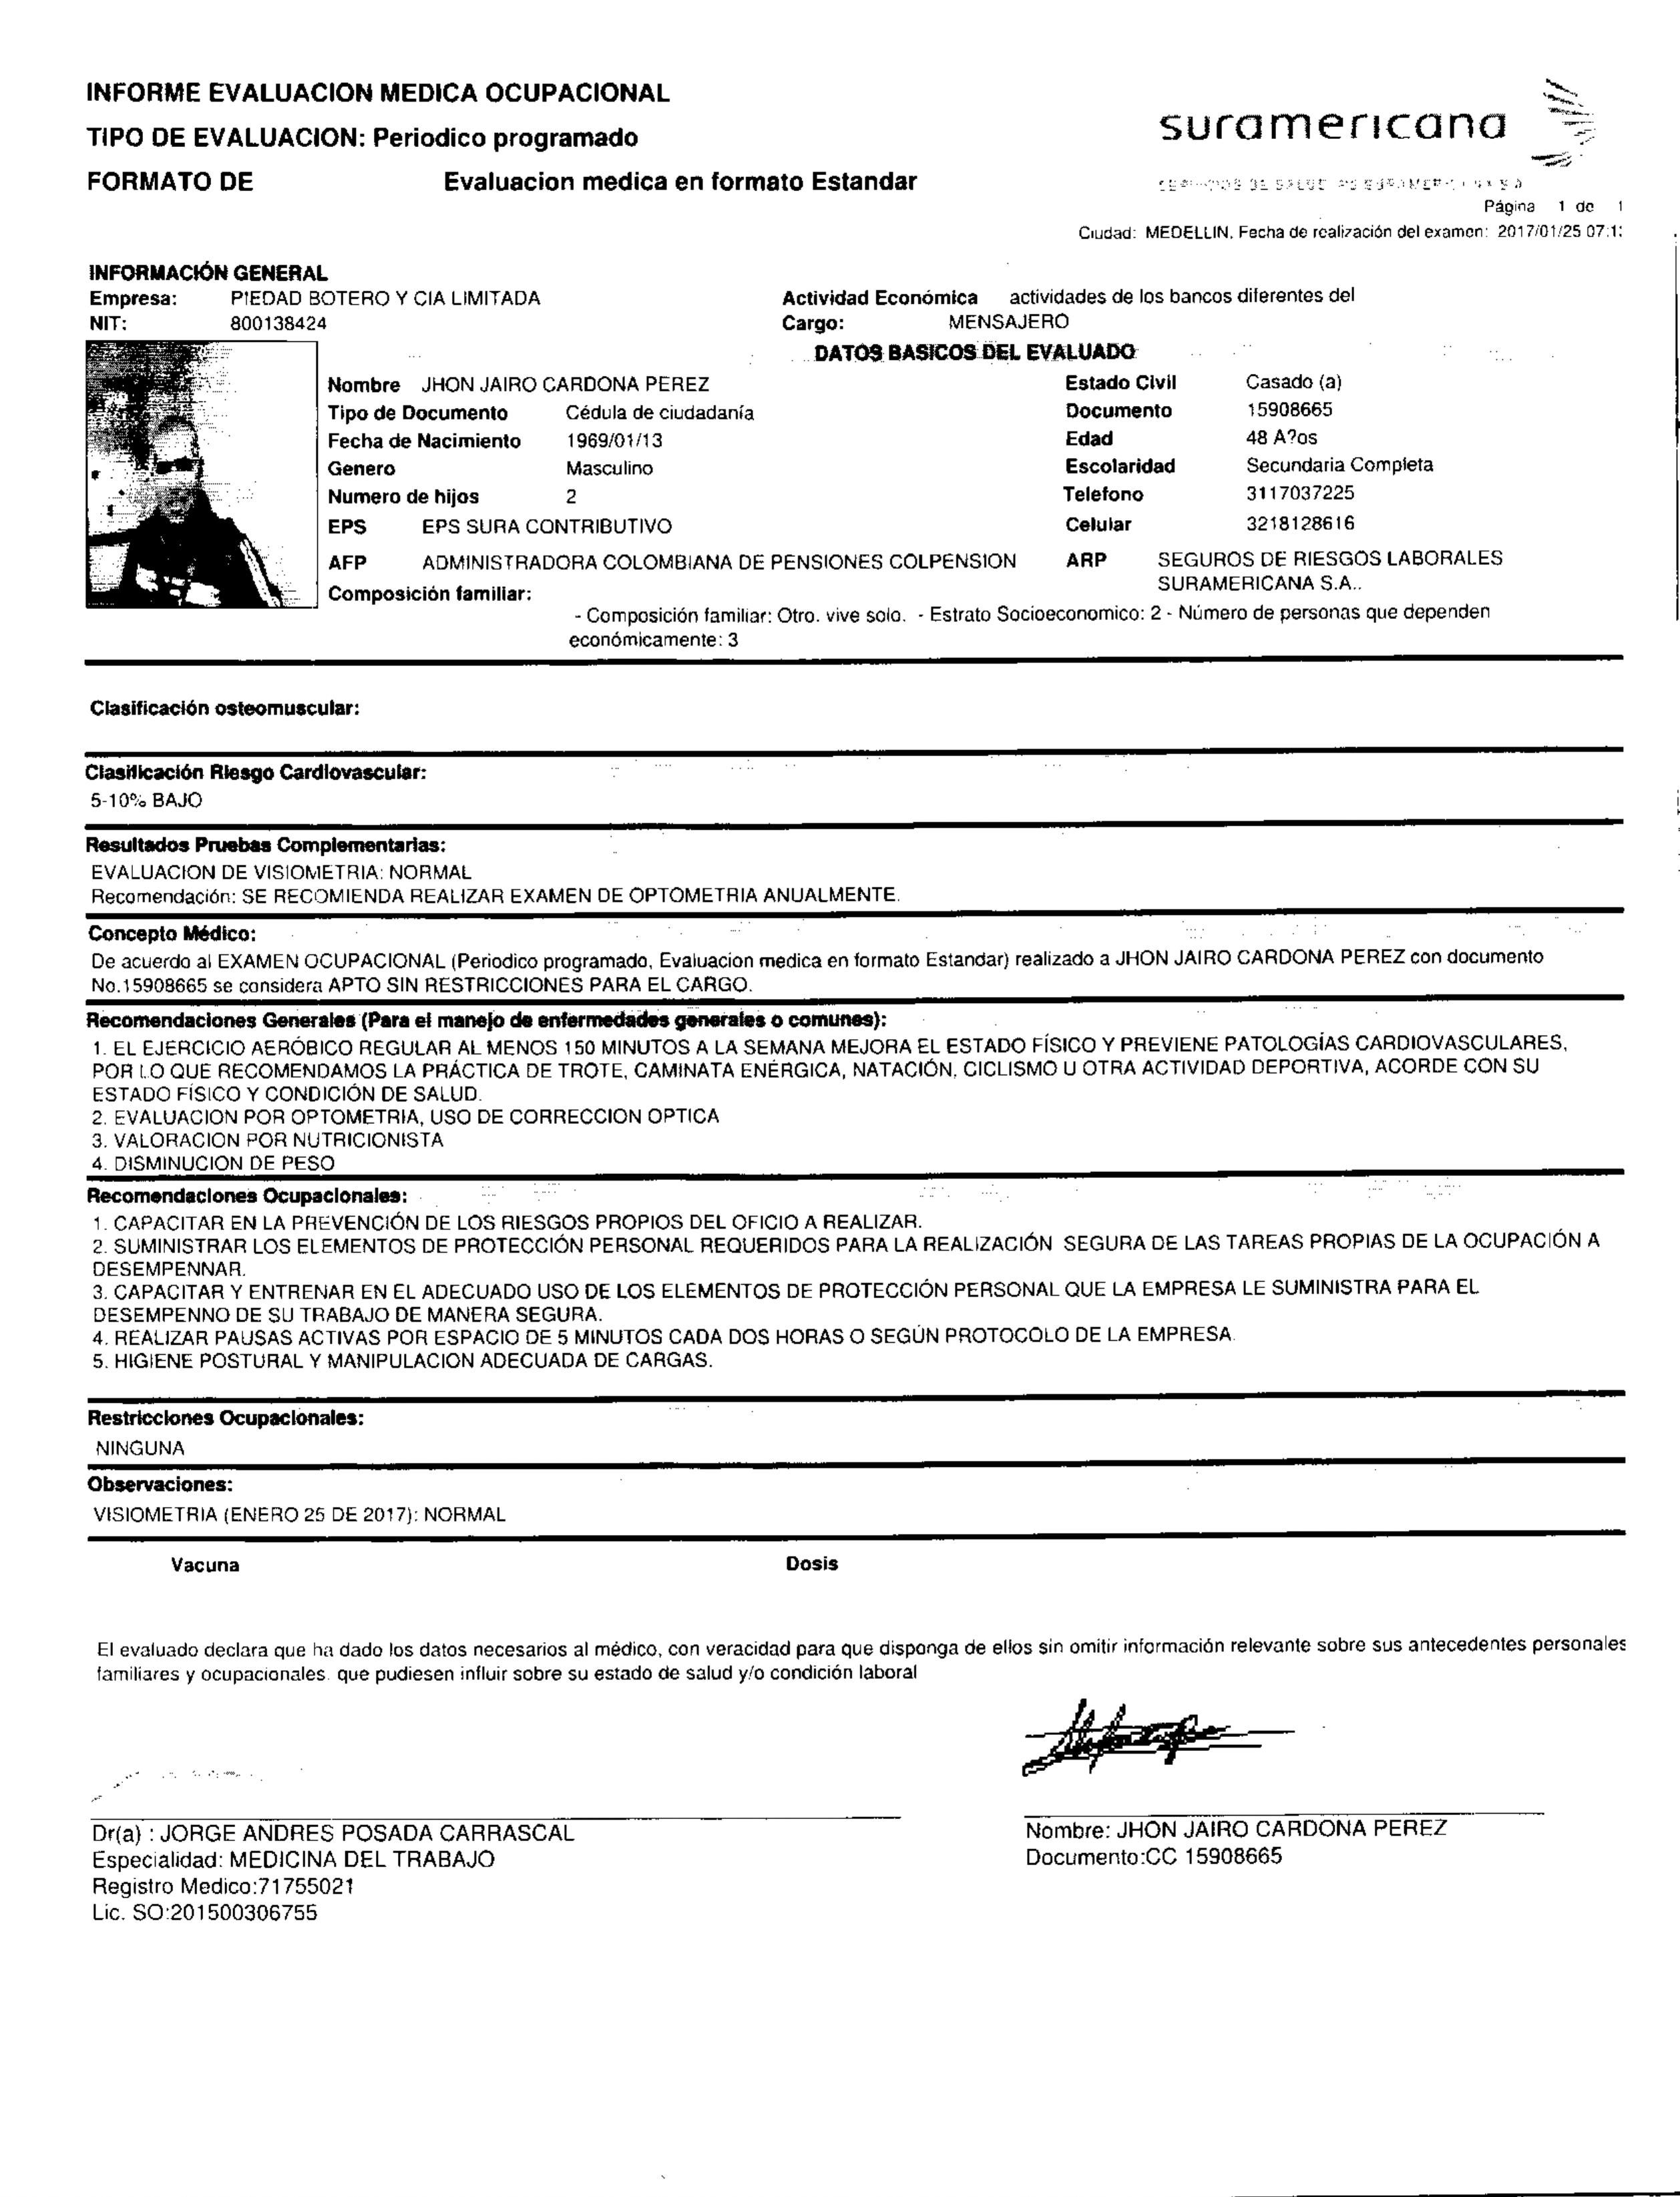 INFORME EVALUACION MEDICA OCUPACIONAL
TIPO DE EVALUACION: Periodico programado
FORMATO DE Evaluacion medica en formato Estandar
suramericana
Página 1 de 1
Ciudad: MEDELLIN, Fecha de realización del examen: 2017/01/25 07:1
INFORMACIÓN GENERAL
Empresa: PIEDAD BOTERO Y CIA LIMITADA Actividad Económica actividades de los bancos diferentes del
NIT: 800138424 Cargo: MENSAJERO
DATOS BASICOS DEL EVALUADO
Nombre JHON JAIRO CARDONA PEREZ Estado Civil Casado (a)
Tipo de Documento Cédula de ciudadanía Documento 15908665
Fecha de Nacimiento 1969/01/13 Edad 48 A?os
Genero Masculino Escolaridad Secundaria Completa
Numero de hijos 2 Telefono 3117037225
EPS EPS SURA CONTRIBUTIVO Celular 3218128616
AFP ADMINISTRADORA COLOMBIANA DE PENSIONES COLPENSION ARP SEGUROS DE RIESGOS LABORALES
SURAMERICANA S.A..
Composición familiar:
- Composición familiar: Otro. vive solo. - Estrato Socioeconomico: 2 - Número de personas que dependen
económicamente: 3
Clasificación osteomuscular:
Clasificación Riesgo Cardiovascular:
5-10% BAJO
Resultados Pruebas Complementarias:
EVALUACION DE VISIOMETRIA: NORMAL
Recomendación: SE RECOMIENDA REALIZAR EXAMEN DE OPTOMETRIA ANUALMENTE.
Concepto Médico:
De acuerdo al EXAMEN OCUPACIONAL (Periodico programado, Evaluacion medica en formato Estandar) realizado a JHON JAIRO CARDONA PEREZ con documento
No.15908665 se considera APTO SIN RESTRICCIONES PARA EL CARGO.
Recomendaciones Generales (Para el manejo de enfermedades generales o comunes):
1. EL EJERCICIO AERÓBICO REGULAR AL MENOS 150 MINUTOS A LA SEMANA MEJORA EL ESTADO FÍSICO Y PREVIENE PATOLOGÍAS CARDIOVASCULARES,
POR LO QUE RECOMENDAMOS LA PRÁCTICA DE TROTE, CAMINATA ENÉRGICA, NATACIÓN, CICLISMO U OTRA ACTIVIDAD DEPORTIVA, ACORDE CON SU
ESTADO FÍSICO Y CONDICIÓN DE SALUD.
2. EVALUACION POR OPTOMETRIA, USO DE CORRECCION OPTICA
3. VALORACION POR NUTRICIONISTA
4. DISMINUCION DE PESO
Recomendaciones Ocupacionales:
1. CAPACITAR EN LA PREVENCIÓN DE LOS RIESGOS PROPIOS DEL OFICIO A REALIZAR.
2. SUMINISTRAR LOS ELEMENTOS DE PROTECCIÓN PERSONAL REQUERIDOS PARA LA REALIZACIÓN SEGURA DE LAS TAREAS PROPIAS DE LA OCUPACIÓN A
DESEMPENNAR.
3. CAPACITAR Y ENTRENAR EN EL ADECUADO USO DE LOS ELEMENTOS DE PROTECCIÓN PERSONAL QUE LA EMPRESA LE SUMINISTRA PARA EL
DESEMPENNO DE SU TRABAJO DE MANERA SEGURA.
4. REALIZAR PAUSAS ACTIVAS POR ESPACIO DE 5 MINUTOS CADA DOS HORAS O SEGÚN PROTOCOLO DE LA EMPRESA.
5. HIGIENE POSTURAL Y MANIPULACION ADECUADA DE CARGAS.
Restricciones Ocupacionales:
NINGUNA
Observaciones:
VISIOMETRIA (ENERO 25 DE 2017): NORMAL
Vacuna Dosis
El evaluado declara que ha dado los datos necesarios al médico, con veracidad para que disponga de ellos sin omitir información relevante sobre sus antecedentes personales
familiares y ocupacionales. que pudiesen influir sobre su estado de salud y/o condición laboral
Dr(a) : JORGE ANDRES POSADA CARRASCAL
Especialidad: MEDICINA DEL TRABAJO
Registro Medico:71755021
Lic. SO:201500306755
Nombre: JHON JAIRO CARDONA PEREZ
Documento:CC 15908665